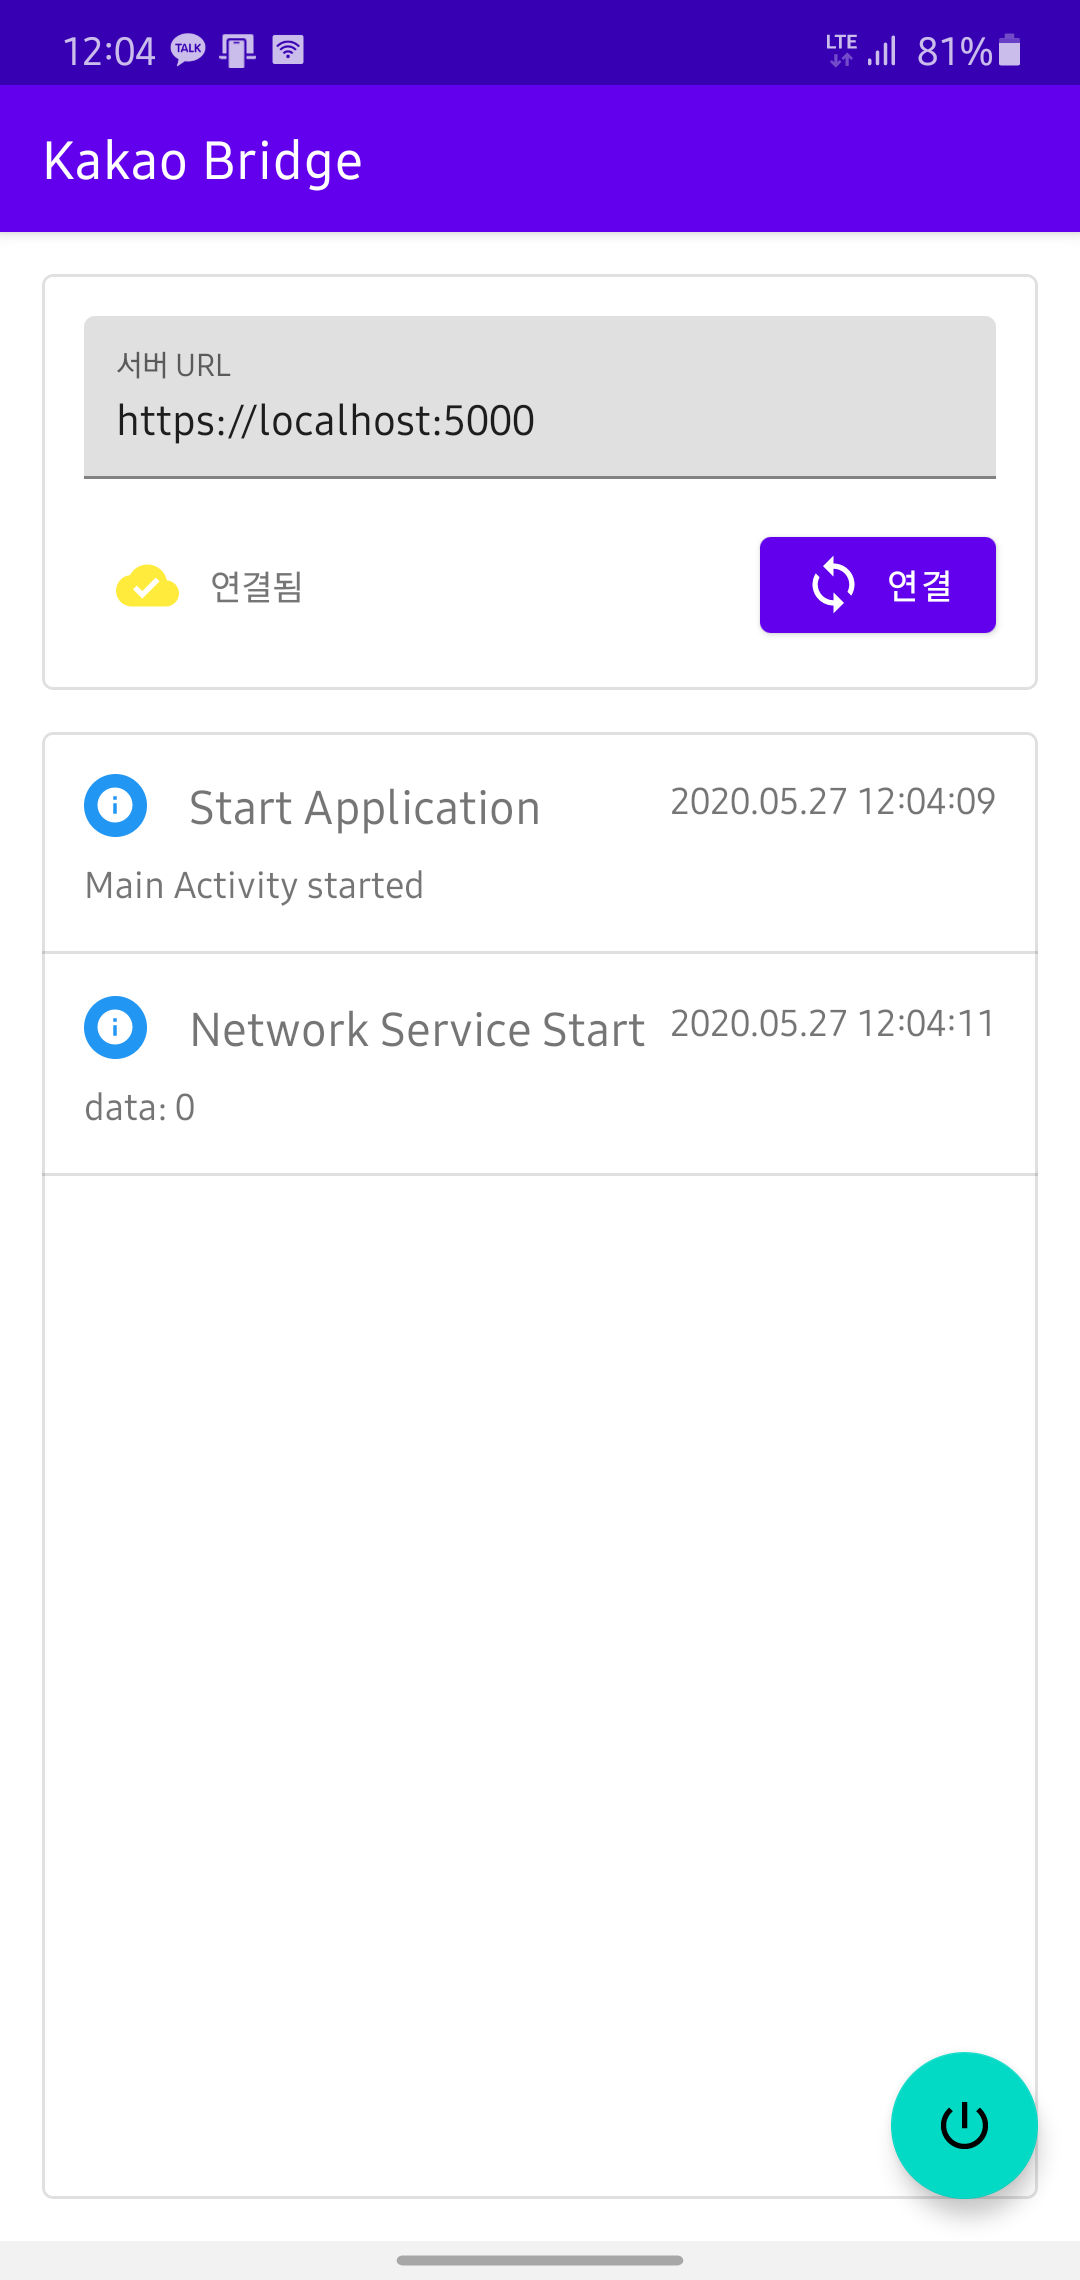 12:04 TALK LTE 81%
Kakao Bridge
서버 URL
https://localhost:5000
연결됨 연결
Start Application 2020.05.27 12:04:09
Main Activity started
Network Service Start 2020.05.27 12:04:11
data: 0